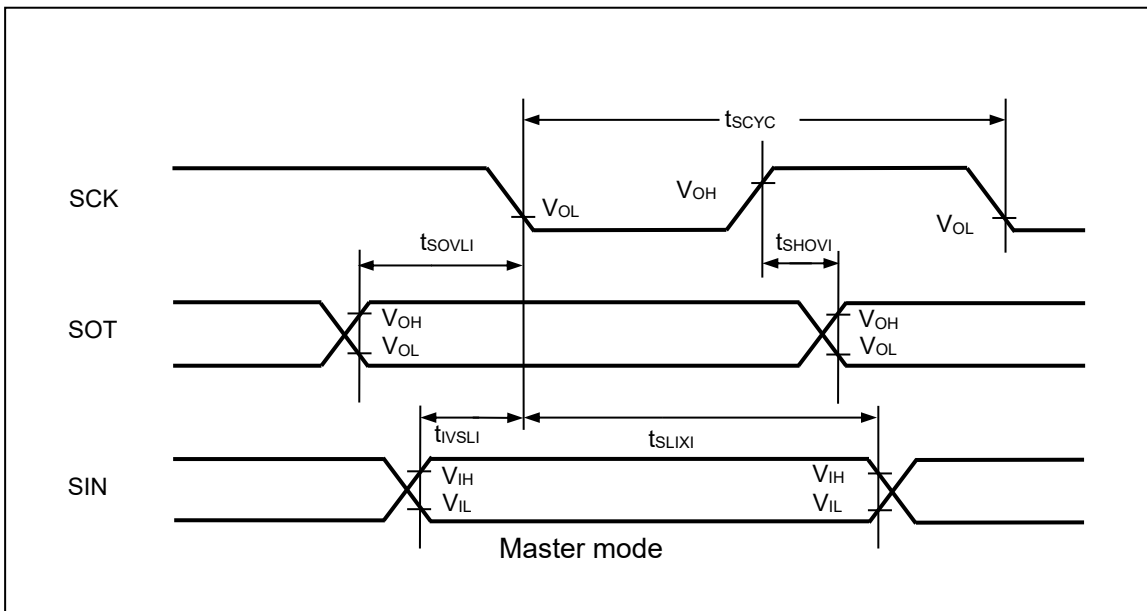 tSCYC
SCK
VOH
VOL
VOL
tSOVLI
tSHOVI
SOT
VOH
VOH
VOL
VOL
tIVSLI
tSLIXI
SIN
VIH
VIH
VIL
VIL
Master mode